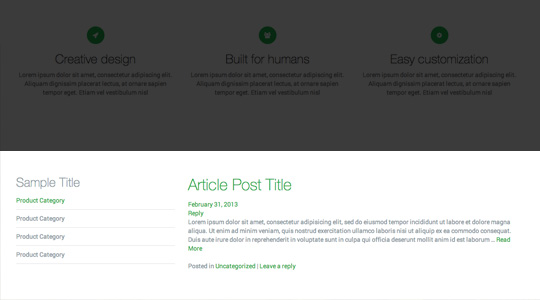 Creative design
Built for humans
Easy customization
Lorem ipsum dolor sit amet, consectetur adipisicing elit.
Aliquam dignissim placerat lectus, at ornare sapien
tempor eget. Etiam vel vestibulum nisl
Lorem ipsum dolor sit amet, consectetur adipisicing elit.
Aliquam dignissim placerat lectus, at ornare sapien
tempor eget. Etiam vel vestibulum nisl
Lorem ipsum dolor sit amet, consectetur adipisicing elit.
Aliquam dignissim placerat lectus, at ornare sapien
tempor eget. Etiam vel vestibulum nisl
Sample Title
Product Category
Product Category
Product Category
Product Category
Article Post Title
February 31, 2013
Reply
Lorem ipsum dolor sit amet, consectetur adipisicing elit, sed do eiusmod tempor incididunt ut labore et dolore magna
aliqua. Ut enim ad minim veniam, quis nostrud exercitation ullamco laboris nisi ut aliquip ex ea commodo consequat.
Duis aute irure dolor in reprehenderit in voluptate sunt in culpa qui officia deserunt mollit anim id est laborum ... Read
More
Posted in Uncategorized | Leave a reply